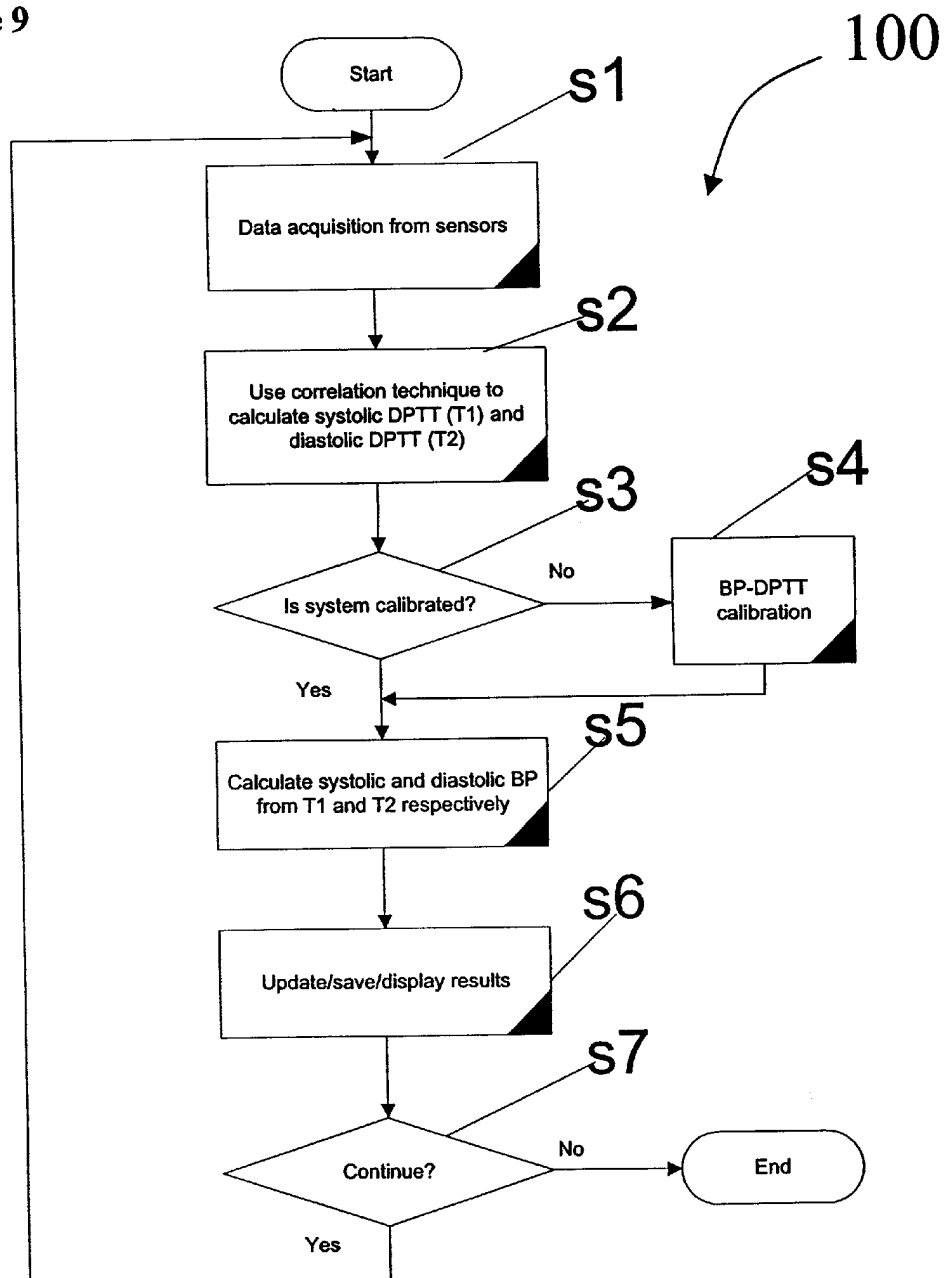 9
100
Start
s1
Data acquisition from sensors
s2
Use correlation technique to
calculate systolic DPTT (T1) and
diastolic DPTT (T2)
s3
s4
Is system calibrated?
No
BP-DPTT
calibration
Yes
s5
Calculate systolic and diastolic BP
from T1 and T2 respectively
s6
Update/save/display results
s7
Continue?
No
End
Yes